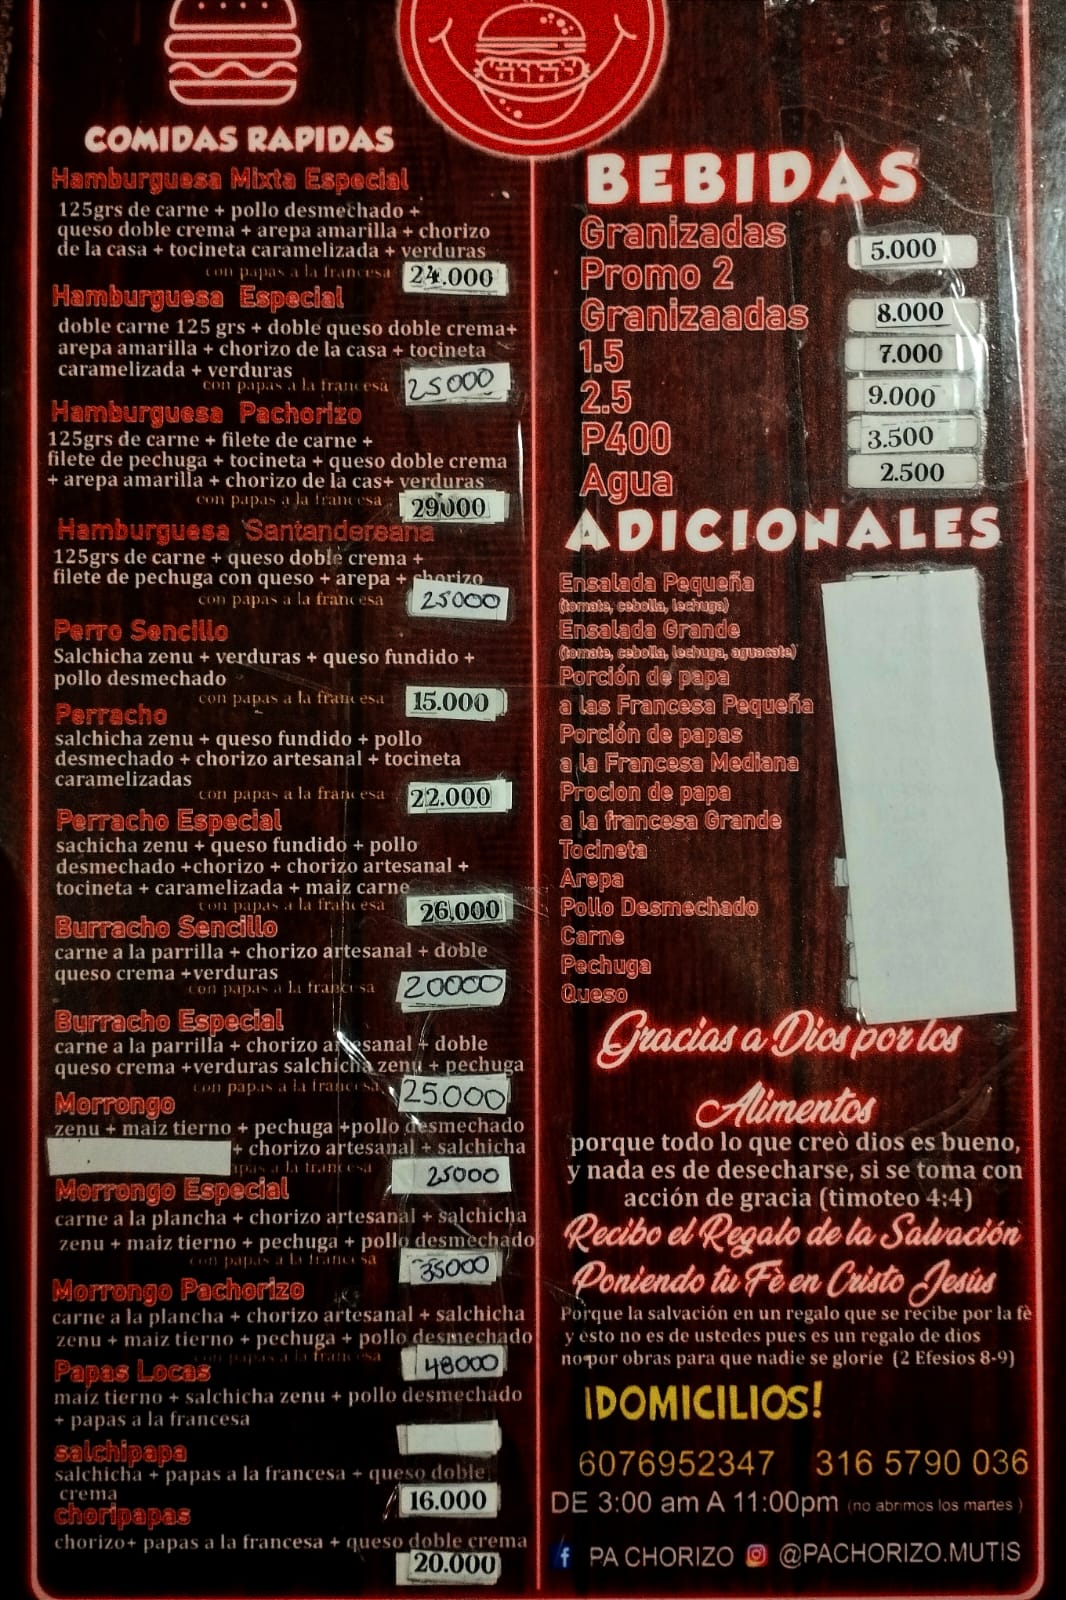 COMIDAS RAPIDAS
Hamburguesa Mixta Especial
125grs de carne + pollo desmechado +
queso doble crema + arepa amarilla + chorizo
de la casa + tocineta caramelizada + verduras
con papas a la francesa 24.000
Hamburguesa Especial
doble carne 125 grs + doble queso doble crema+
arepa amarilla + chorizo de la casa + tocineta
caramelizada + verduras
con papas a la francesa 25000
Hamburguesa Pachorizo
125grs de carne + filete de carne +
filete de pechuga + tocineta + queso doble crema
+ arepa amarilla + chorizo de la cas+ verduras
con papas a la francesa 29000
Hamburguesa Santandereana
125grs de carne + queso doble crema +
filete de pechuga con queso + arepa + chorizo
con papas a la francesa 25000
Perro Sencillo
Salchicha zenu + verduras + queso fundido +
pollo desmechado
con papas a la francesa 15.000
Perracho
salchicha zenu + queso fundido + pollo
desmechado + chorizo artesanal + tocineta
caramelizadas
con papas a la francesa 22.000
Perracho Especial
sachicha zenu + queso fundido + pollo
desmechado +chorizo + chorizo artesanal +
tocineta + caramelizada + maiz carne
con papas a la francesa 26,000
Burracho Sencillo
carne a la parrilla + chorizo artesanal + doble
queso crema +verduras
con papas a la francesa 20000
Burracho Especial
carne a la parrilla + chorizo artesanal + doble
queso crema +verduras salchicha zenu + pechuga
con papas a la francesa 25.000
Morrongo
zenu + maiz tierno + pechuga +pollo desmechado
+ chorizo artesanal + salchicha
papas a la francesa 25000
Morrongo Especial
carne a la plancha + chorizo artesanal + salchicha
zenu + maiz tierno + pechuga + pollo desmechado
con papas a la francesa 35000
Morrongo Pachorizo
carne a la plancha + chorizo artesanal + salchicha
zenu + maiz tierno + pechuga + pollo desmechado
con papas a la francesa 48000
Papas Locas
maiz tierno + salchicha zenu + pollo desmechado
+ papas a la francesa
salchipapa
salchicha + papas a la francesa + queso doble
crema 16.000
choripapas
chorizo+ papas a la francesa + queso doble crema
20.000
BEBIDAS
Granizadas 5.000
Promo 2
Granizaadas 8.000
1.5 7.000
2.5 9.000
P400 3.500
Agua 2.500
ADICIONALES
Ensalada Pequeña
(tomate, cebolla, lechuga)
Ensalada Grande
(tomate, cebolla, lechuga, aguacate)
Porción de papa
a las Francesa Pequeña
Porción de papas
a la Francesa Mediana
Procion de papa
a la francesa Grande
Tocineta
Arepa
Pollo Desmechado
Carne
Pechuga
Queso
Gracias a Dios por los
Alimentos
porque todo lo que creò dios es bueno,
y nada es de desecharse, si se toma con
acción de gracia (timoteo 4:4)
Recibo el Regalo de la Salvación
Poniendo tu Fè en Cristo Jesús
Porque la salvación en un regalo que se recibe por la fè
y esto no es de ustedes pues es un regalo de dios
no por obras para que nadie se glorie (2 Efesios 8-9)
¡DOMICILIOS!
6076952347 316 5790 036
DE 3:00 am A 11:00pm (no abrimos los martes )
f PA CHORIZO @PACHORIZO.MUTIS